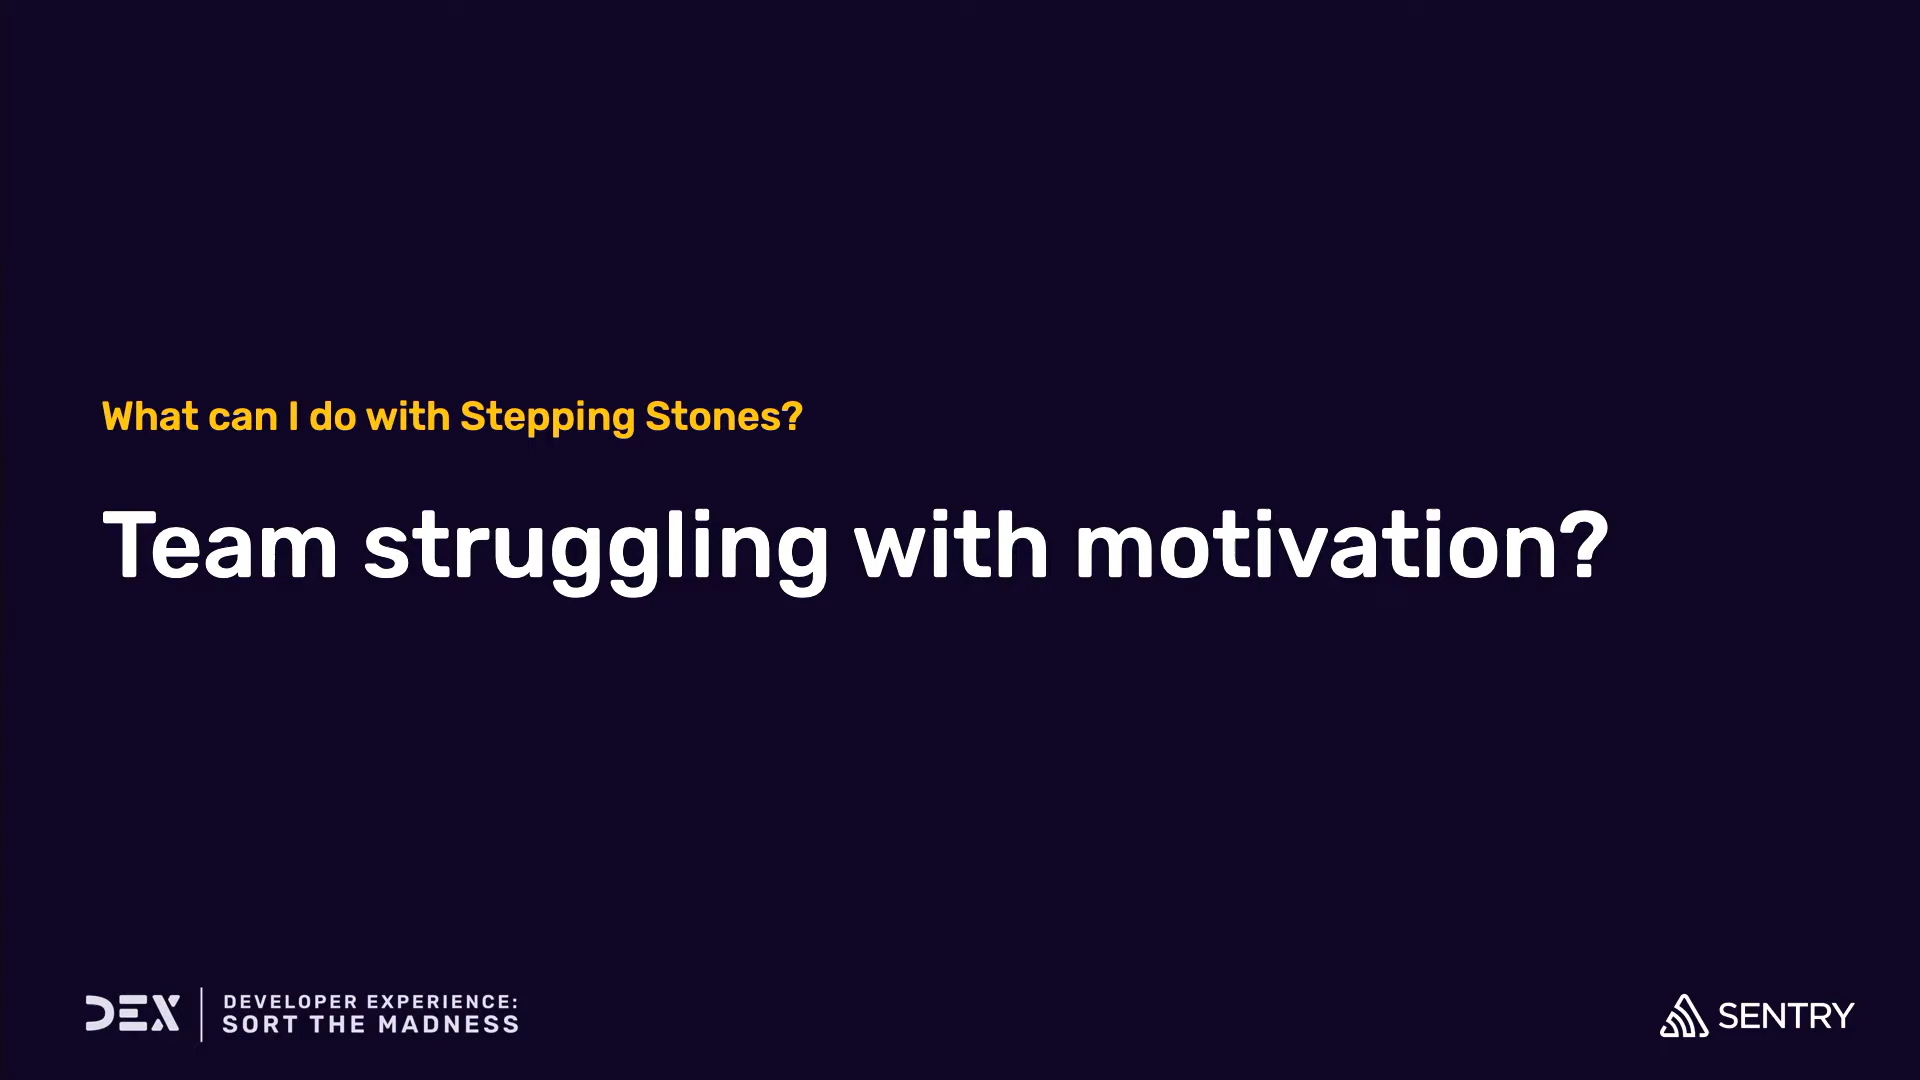 What can I do with Stepping Stones?
Team struggling with motivation?
DEX
DEVELOPER EXPERIENCE:
SORT THE MADNESS
SENTRY